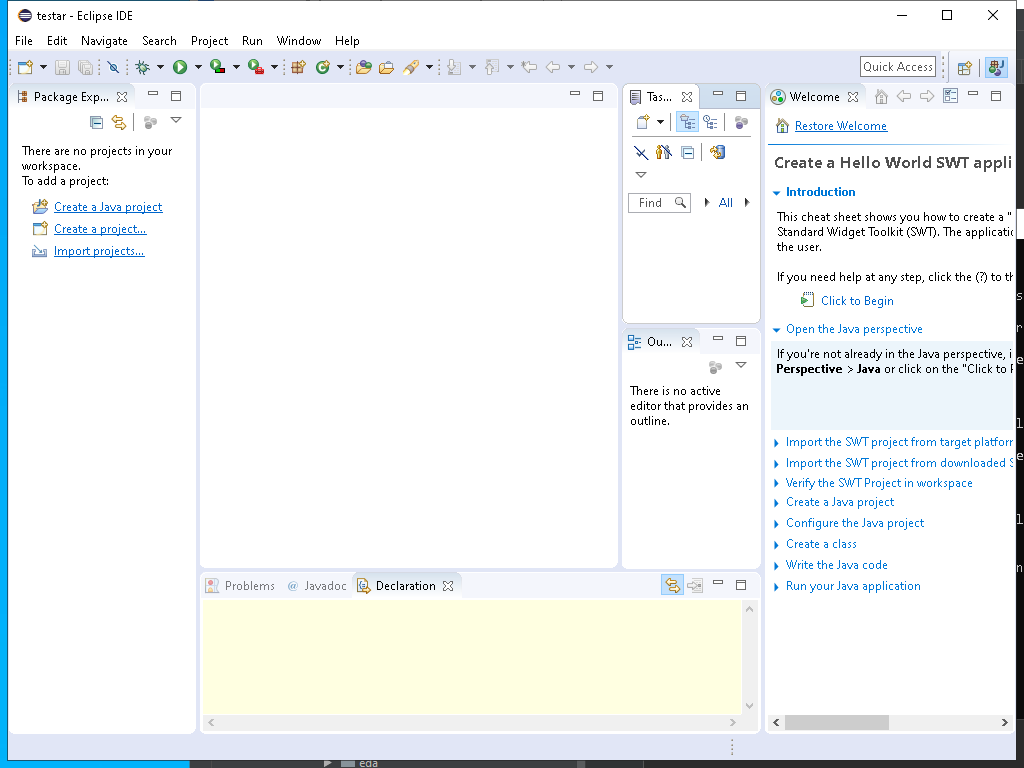 testar - Eclipse IDE
File Edit Navigate Search Project Run Window Help
Quick Access
Package Exp...
There are no projects in your
workspace.
To add a project:
Create a Java project
Create a project...
Import projects...
Tas...
Find
All
Ou...
There is no active
editor that provides an
outline.
Welcome
Restore Welcome
Create a Hello World SWT appli
Introduction
This cheat sheet shows you how to create a "
Standard Widget Toolkit (SWT). The applicatio
the user.
If you need help at any step, click the (?) to th
Click to Begin
Open the Java perspective
If you're not already in the Java perspective, i
Perspective > Java or click on the "Click to P
Import the SWT project from target platform
Import the SWT project from downloaded S
Verify the SWT Project in workspace
Create a Java project
Configure the Java project
Create a class
Write the Java code
Run your Java application
Problems @ Javadoc Declaration
eda